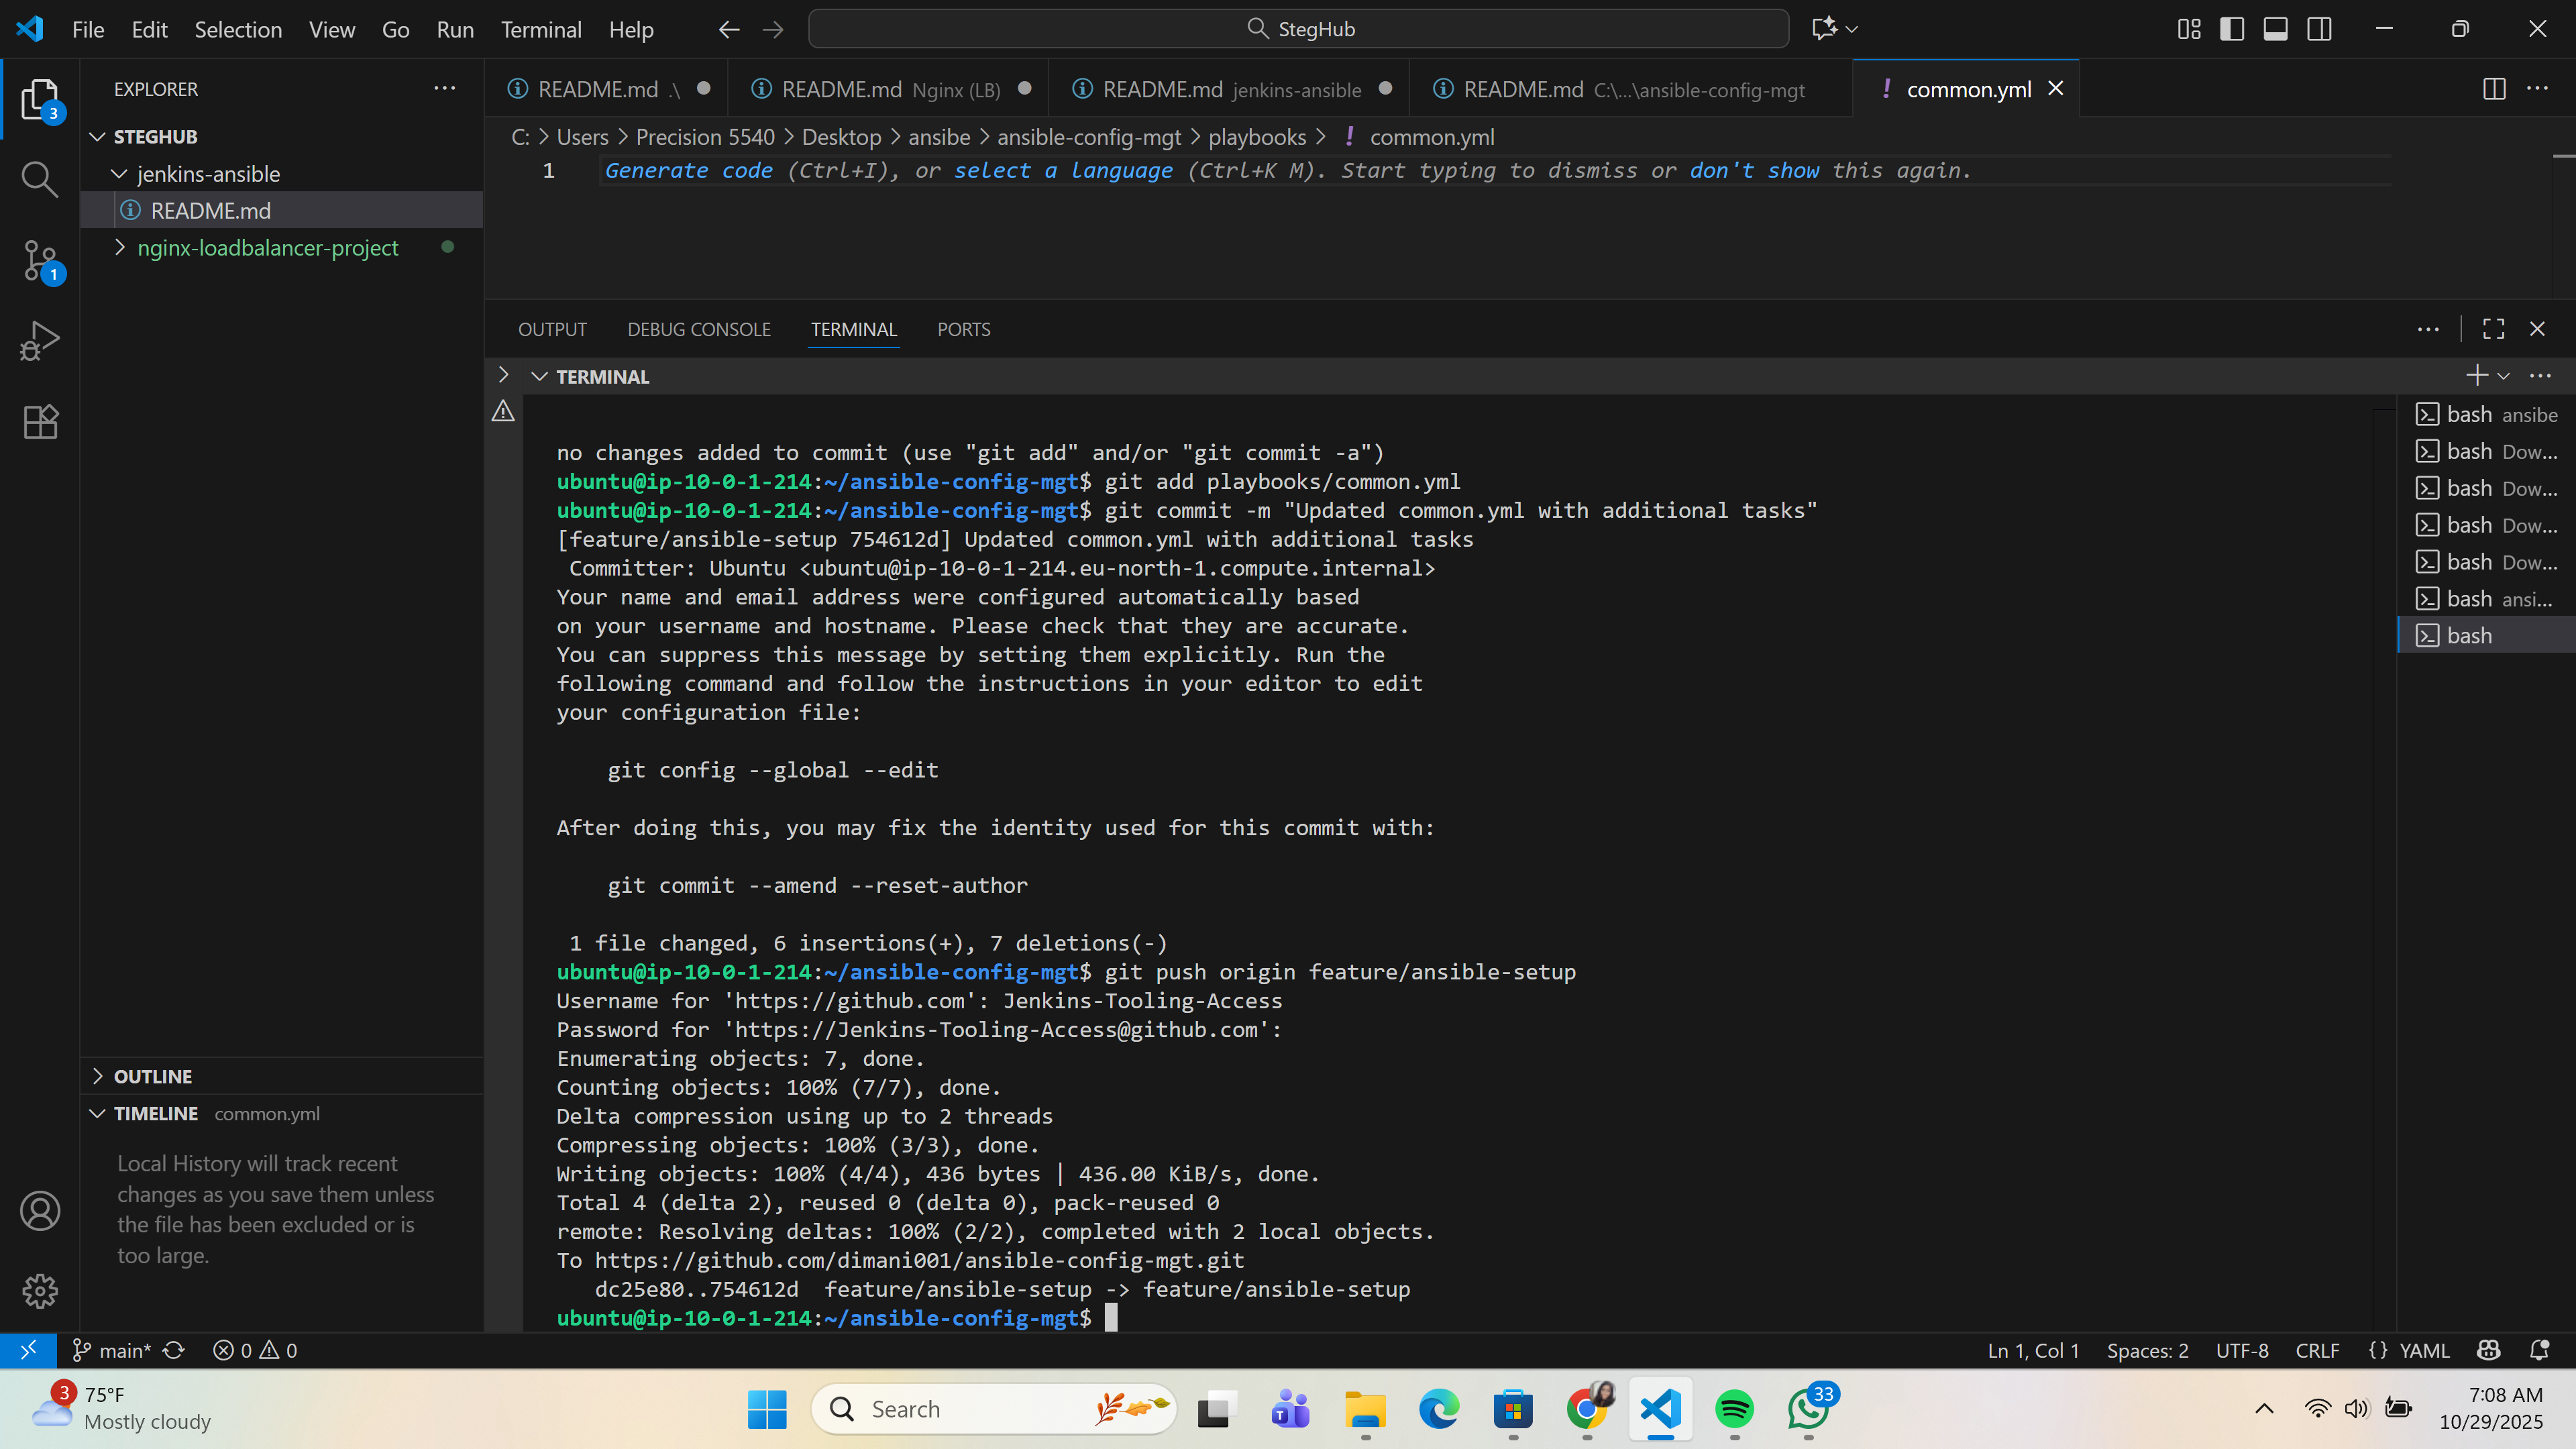 File Edit Selection View Go Run Terminal Help
StegHub
EXPLORER
STEGHUB
jenkins-ansible
README.md
nginx-loadbalancer-project
3
1
README.md .\
README.md Nginx (LB)
README.md jenkins-ansible
README.md C:\...\ansible-config-mgt
! common.yml
C: > Users > Precision 5540 > Desktop > ansibe > ansible-config-mgt > playbooks > ! common.yml
1 Generate code (Ctrl+I), or select a language (Ctrl+K M). Start typing to dismiss or don't show this again.
OUTPUT DEBUG CONSOLE TERMINAL PORTS
TERMINAL
no changes added to commit (use "git add" and/or "git commit -a")
ubuntu@ip-10-0-1-214:~/ansible-config-mgt$ git add playbooks/common.yml
ubuntu@ip-10-0-1-214:~/ansible-config-mgt$ git commit -m "Updated common.yml with additional tasks"
[feature/ansible-setup 754612d] Updated common.yml with additional tasks
Committer: Ubuntu <ubuntu@ip-10-0-1-214.eu-north-1.compute.internal>
Your name and email address were configured automatically based
on your username and hostname. Please check that they are accurate.
You can suppress this message by setting them explicitly. Run the
following command and follow the instructions in your editor to edit
your configuration file:
git config --global --edit
After doing this, you may fix the identity used for this commit with:
git commit --amend --reset-author
1 file changed, 6 insertions(+), 7 deletions(-)
ubuntu@ip-10-0-1-214:~/ansible-config-mgt$ git push origin feature/ansible-setup
Username for 'https://github.com': Jenkins-Tooling-Access
Password for 'https://Jenkins-Tooling-Access@github.com':
Enumerating objects: 7, done.
Counting objects: 100% (7/7), done.
Delta compression using up to 2 threads
Compressing objects: 100% (3/3), done.
Writing objects: 100% (4/4), 436 bytes | 436.00 KiB/s, done.
Total 4 (delta 2), reused 0 (delta 0), pack-reused 0
remote: Resolving deltas: 100% (2/2), completed with 2 local objects.
To https://github.com/dimani001/ansible-config-mgt.git
dc25e80..754612d feature/ansible-setup -> feature/ansible-setup
ubuntu@ip-10-0-1-214:~/ansible-config-mgt$
bash ansibe
bash Dow...
bash Dow...
bash Dow...
bash Dow...
bash ansi...
bash
OUTLINE
TIMELINE common.yml
Local History will track recent
changes as you save them unless
the file has been excluded or is
too large.
main* 0 0
Ln 1, Col 1 Spaces: 2 UTF-8 CRLF {} YAML
3
75°F
Mostly cloudy
Search
T
33
7:08 AM
10/29/2025